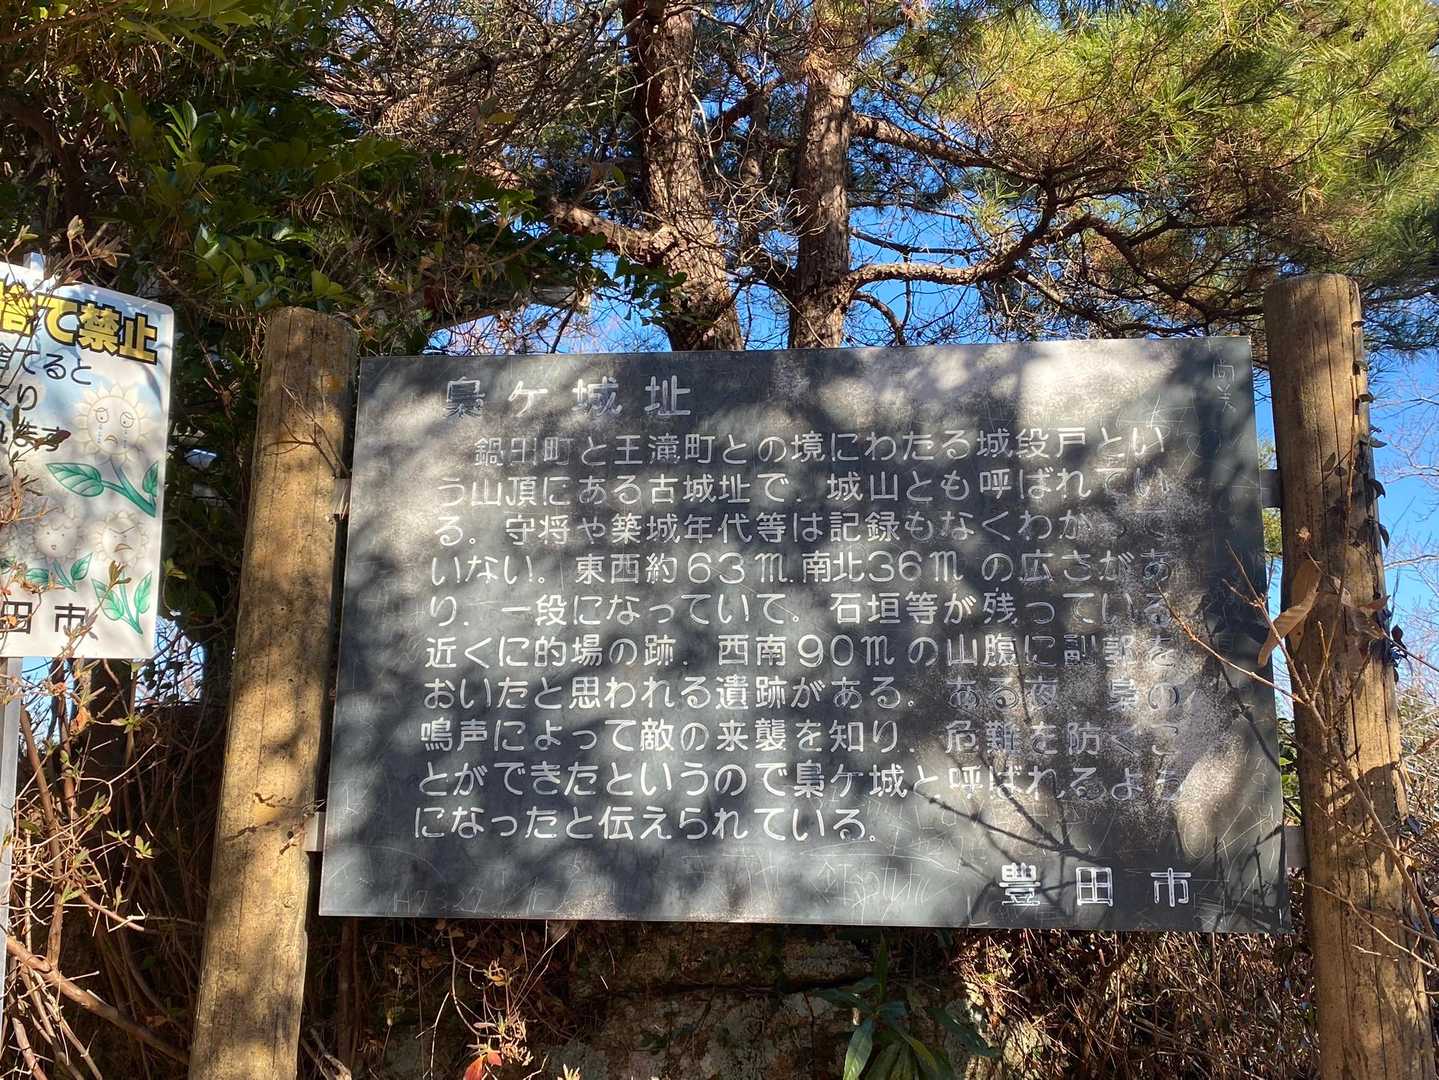 捨て禁止
捨てると
れます
田市
梟ケ城址
鍋田町と王滝町との境にわたる城段戸とい
う山頂にある古城址で．城山とも呼ばれてい
る。守将や築城年代等は記録もなくわかって
いない。東西約63m.南北36mの広さがあ
り．一段になっていて。石垣等が残っている
近くに的場の跡．西南90mの山腹に副郭を
おいたと思われる遺跡がある。ある夜．梟の
鳴声によって敵の来襲を知り．危難を防ぐこ
とができたというので梟ケ城と呼ばれるよう
になったと伝えられている。
豊田市